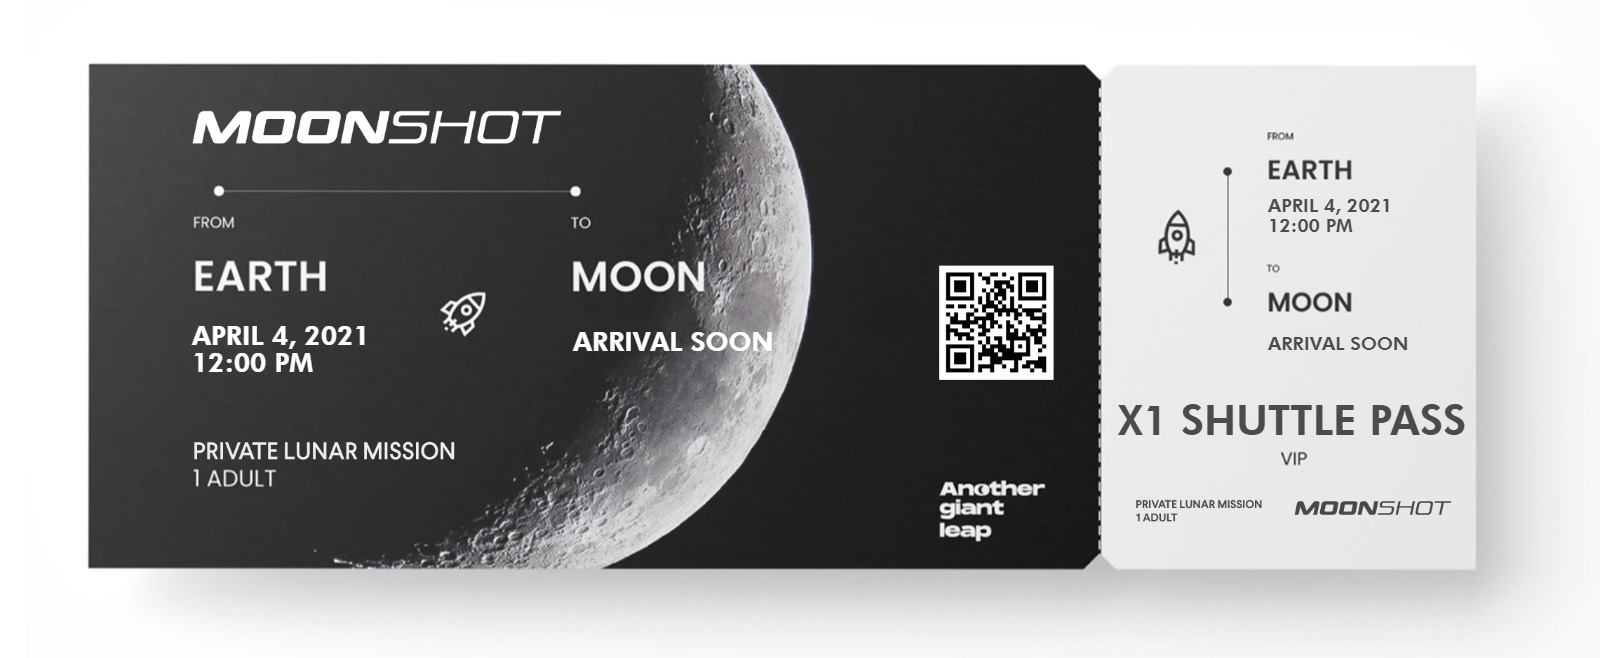 MOONSHOT
FROM
EARTH
APRIL 4, 2021
12:00 PM
TO
MOON
ARRIVAL SOON
PRIVATE LUNAR MISSION
1 ADULT
Another
giant
leap
FROM
EARTH
APRIL 4, 2021
12:00 PM
TO
MOON
ARRIVAL SOON
X1 SHUTTLE PASS
VIP
PRIVATE LUNAR MISSION
1 ADULT
MOONSHOT